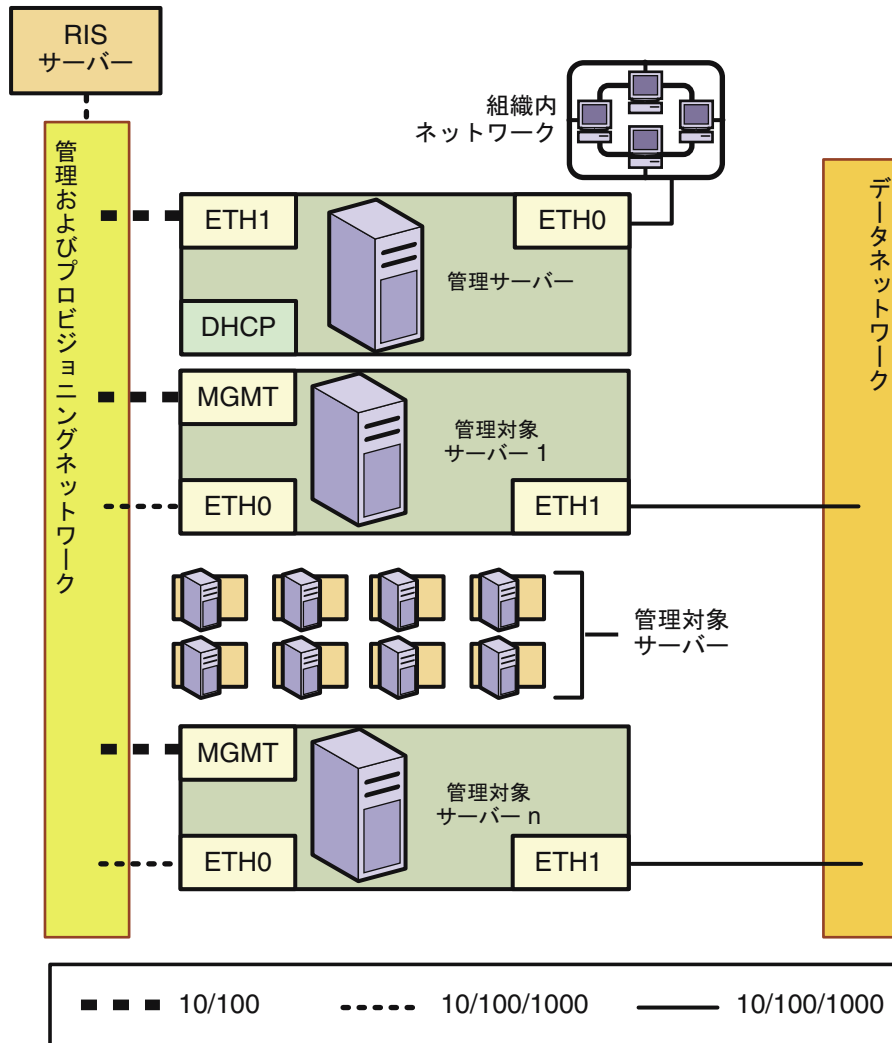 RIS
サーバー
組織内
ネットワーク
管理およびプロビジョニングネットワーク
データネットワーク
ETH1
ETH0
管理サーバー
DHCP
MGMT
管理対象
サーバー 1
ETH0
ETH1
管理対象
サーバー
MGMT
管理対象
サーバー n
ETH0
ETH1
10/100
10/100/1000
10/100/1000